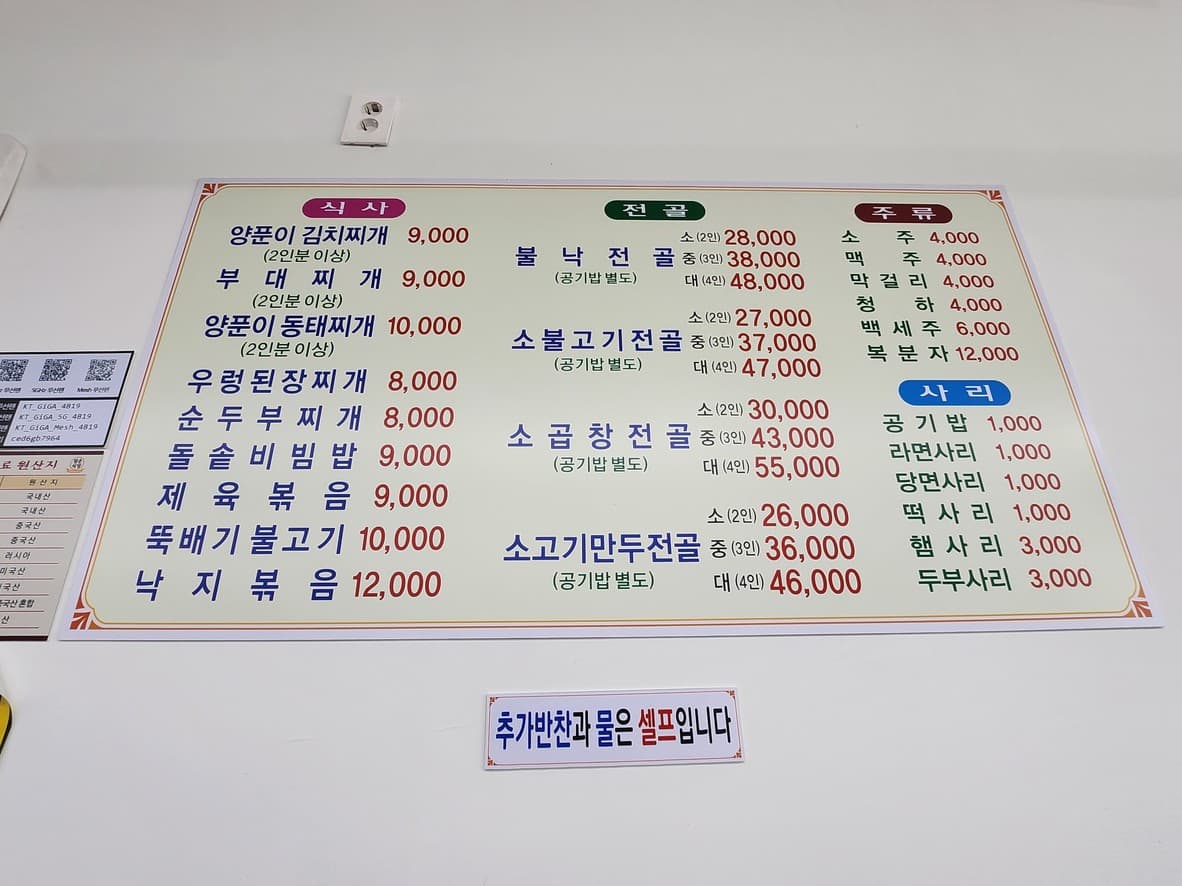 식 사
양푼이 김치찌개 9,000
(2인분 이상)
부 대 찌 개 9,000
(2인분 이상)
양푼이 동태찌개 10,000
(2인분 이상)
우렁된장찌개 8,000
순두부찌개 8,000
돌솥비빔밥 9,000
제 육 볶 음 9,000
뚝배기불고기 10,000
낙 지 볶 음 12,000
전 골
불 낙 전 골
(공기밥 별도)
소(2인) 28,000
중(3인) 38,000
대(4인) 48,000
소불고기전골
(공기밥 별도)
소(2인) 27,000
중(3인) 37,000
대(4인) 47,000
소곱창전골
(공기밥 별도)
소(2인) 30,000
중(3인) 43,000
대(4인) 55,000
소고기만두전골
(공기밥 별도)
소(2인) 26,000
중(3인) 36,000
대(4인) 46,000
주 류
소 주 4,000
맥 주 4,000
막걸리 4,000
청 하 4,000
백세주 6,000
복분자 12,000
사 리
공기밥 1,000
라면사리 1,000
당면사리 1,000
떡사리 1,000
햄사리 3,000
두부사리 3,000
추가반찬과 물은 셀프입니다
5GHz 무선랜
Mesh 무선랜
KT_GiGA_4819
KT_GiGA_5G_4819
KT_GiGA_Mesh_4819
ced6gb7964
원산지
원산지
국내산
국내산
중국산
중국산
러시아
미국산